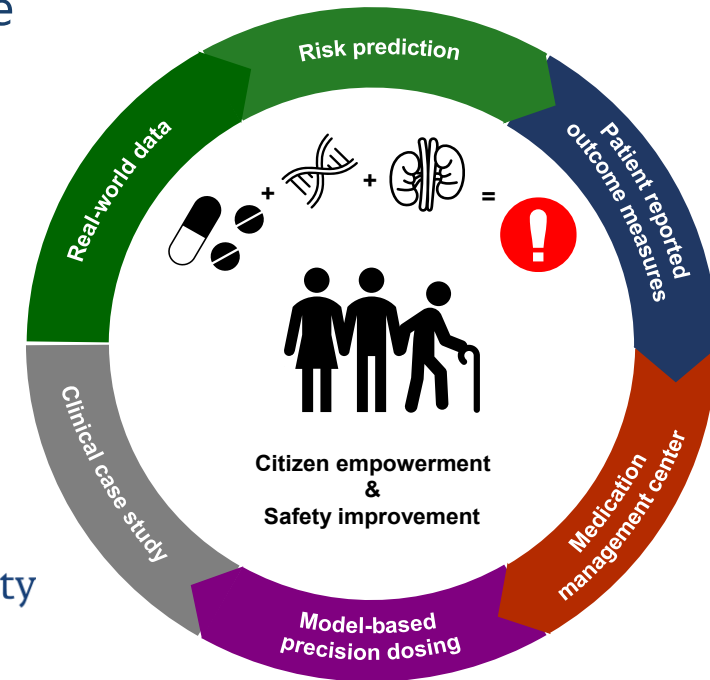 Risk prediction
Patient reported
outcome measures
Medication
management center
Model-based
precision dosing
Clinical case study
Real-world data
+
+
=
!
Citizen empowerment
&
Safety improvement
e
ty